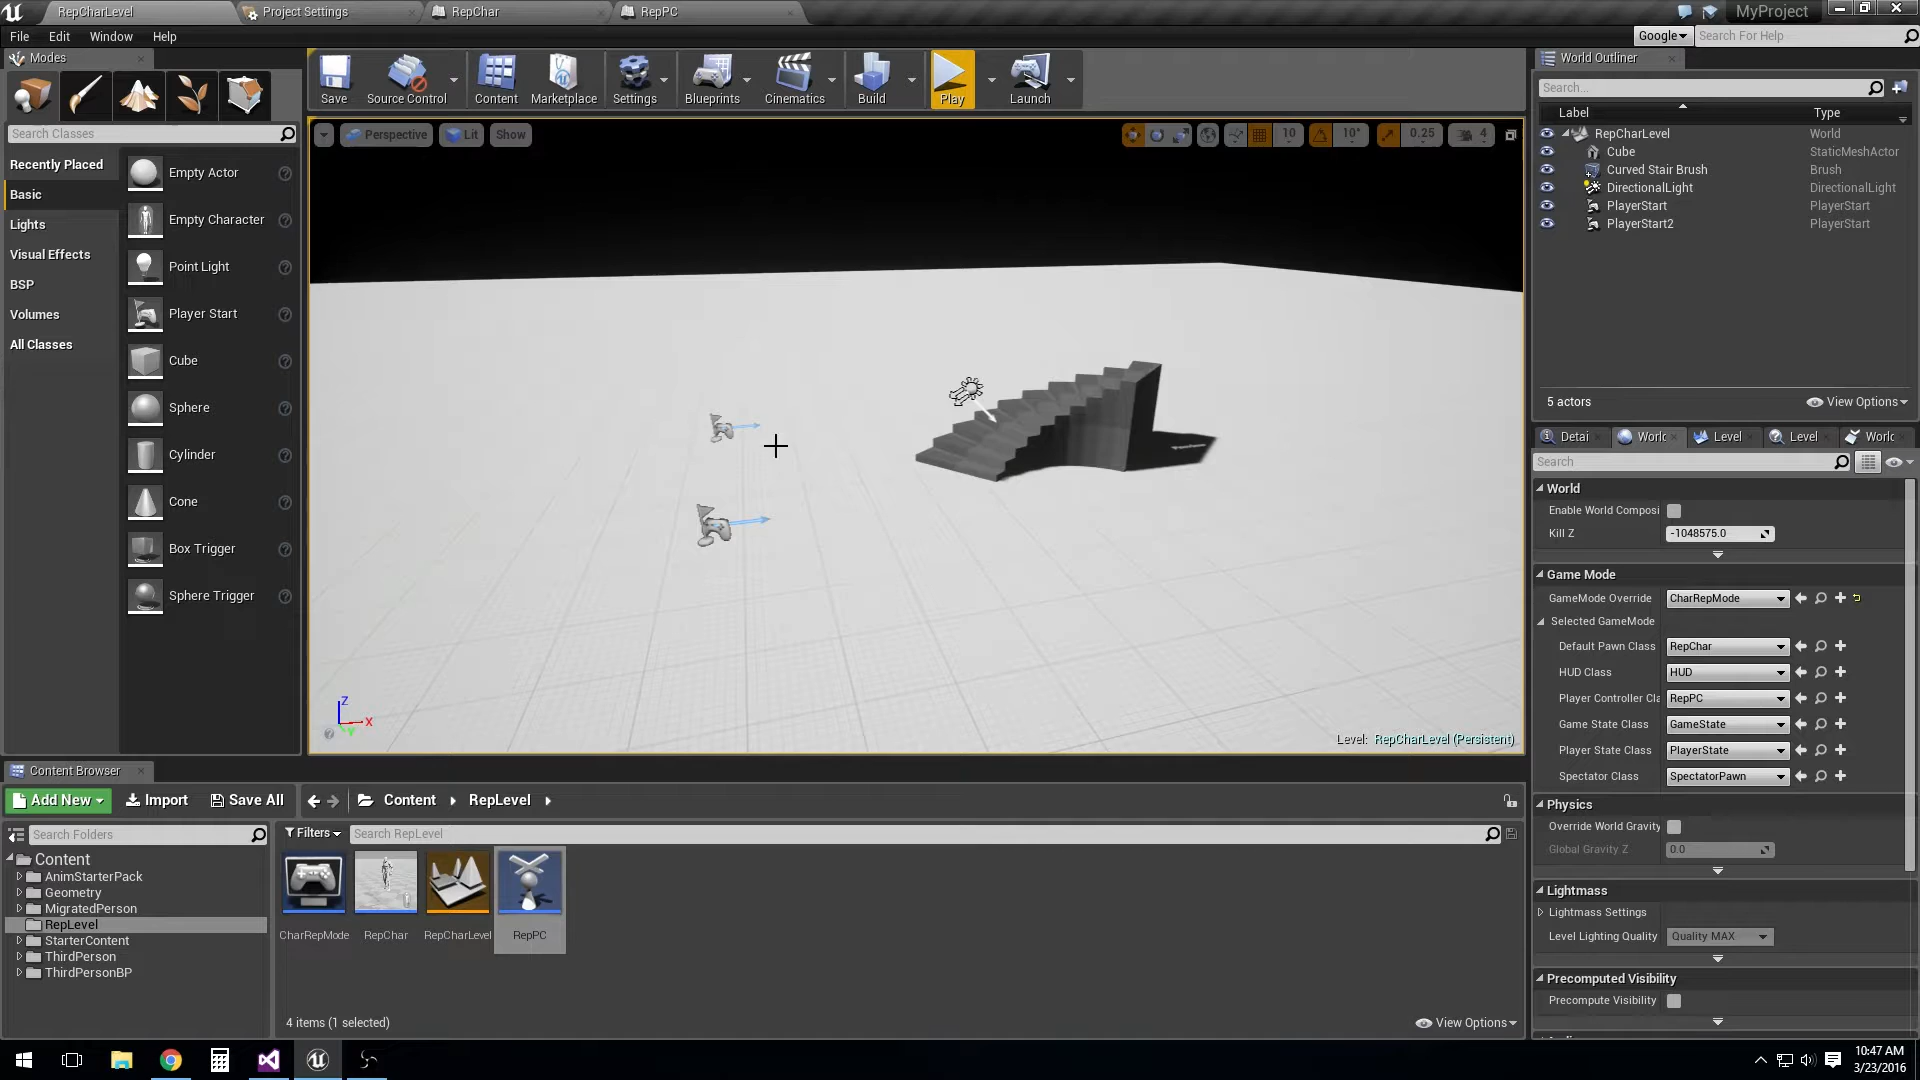 RepCharLevel
Project Settings
RepChar
RepPC
MyProject
File
Edit
Window
Help
Google
Search For Help
Modes
Search Classes
Recently Placed
Basic
Lights
Visual Effects
BSP
Volumes
All Classes
Empty Actor
Empty Character
Point Light
Player Start
Cube
Sphere
Cylinder
Cone
Box Trigger
Sphere Trigger
Save
Source Control
Content
Marketplace
Settings
Blueprints
Cinematics
Build
Play
Launch
Perspective
Lit
Show
10
10°
0.25
4
Z
X
Y
Level: RepCharLevel (Persistent)
World Outliner
Search...
Label
Type
RepCharLevel World
Cube StaticMeshActor
Curved Stair Brush Brush
DirectionalLight DirectionalLight
PlayerStart PlayerStart
PlayerStart2 PlayerStart
5 actors
View Options
Detai
World
Level
Level
World
Search
World
Enable World Composi
Kill Z -1048575.0
Game Mode
GameMode Override CharRepMode
Selected GameMode
Default Pawn Class RepChar
HUD Class HUD
Player Controller Cla RepPC
Game State Class GameState
Player State Class PlayerState
Spectator Class SpectatorPawn
Physics
Override World Gravity
Global Gravity Z 0.0
Lightmass
Lightmass Settings
Level Lighting Quality Quality MAX
Precomputed Visibility
Precompute Visibility
Content Browser
Add New
Import
Save All
Content
RepLevel
Search Folders
Filters
Search RepLevel
Content
AnimStarterPack
Geometry
MigratedPerson
RepLevel
StarterContent
ThirdPerson
ThirdPersonBP
CharRepMode
RepChar
RepCharLevel
RepPC
4 items (1 selected)
View Options
10:47 AM
3/23/2016